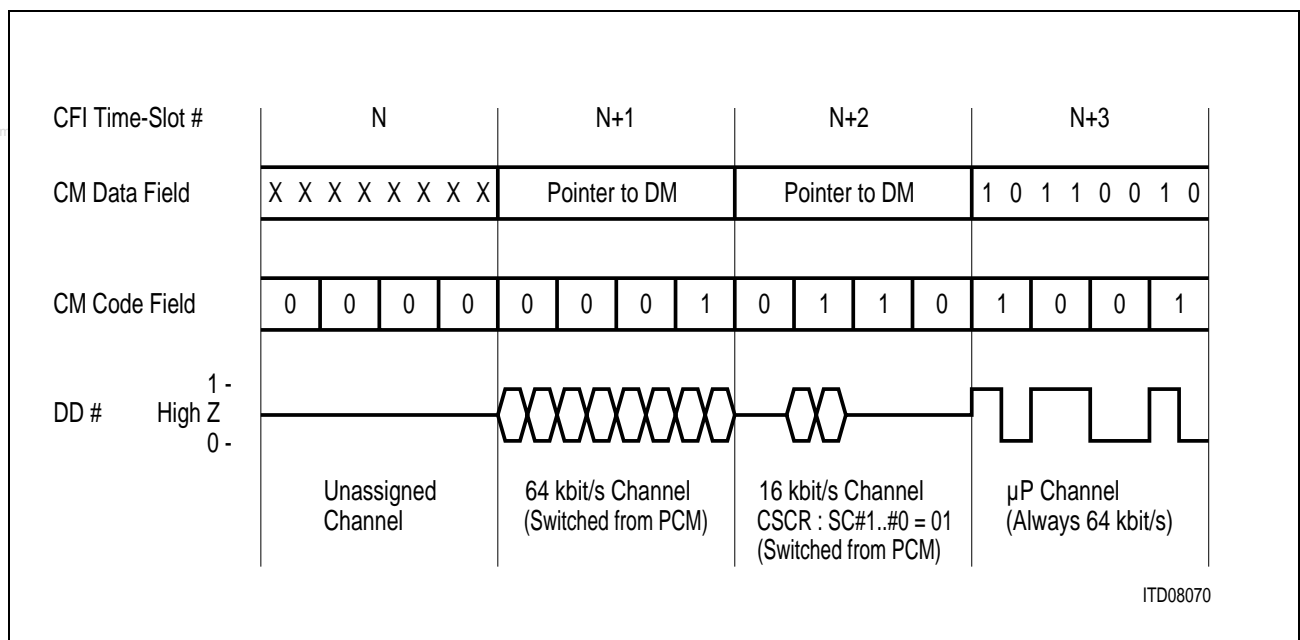 CFI Time-Slot # N N+1 N+2 N+3
CM Data Field X X X X X X X X Pointer to DM Pointer to DM 1 0 1 1 0 0 1 0
CM Code Field 0 0 0 0 0 0 0 1 0 1 1 0 1 0 0 1
1 -
DD # High Z
0 -
Unassigned
Channel
64 kbit/s Channel
(Switched from PCM)
16 kbit/s Channel
CSCR : SC#1..#0 = 01
(Switched from PCM)
µP Channel
(Always 64 kbit/s)
ITD08070